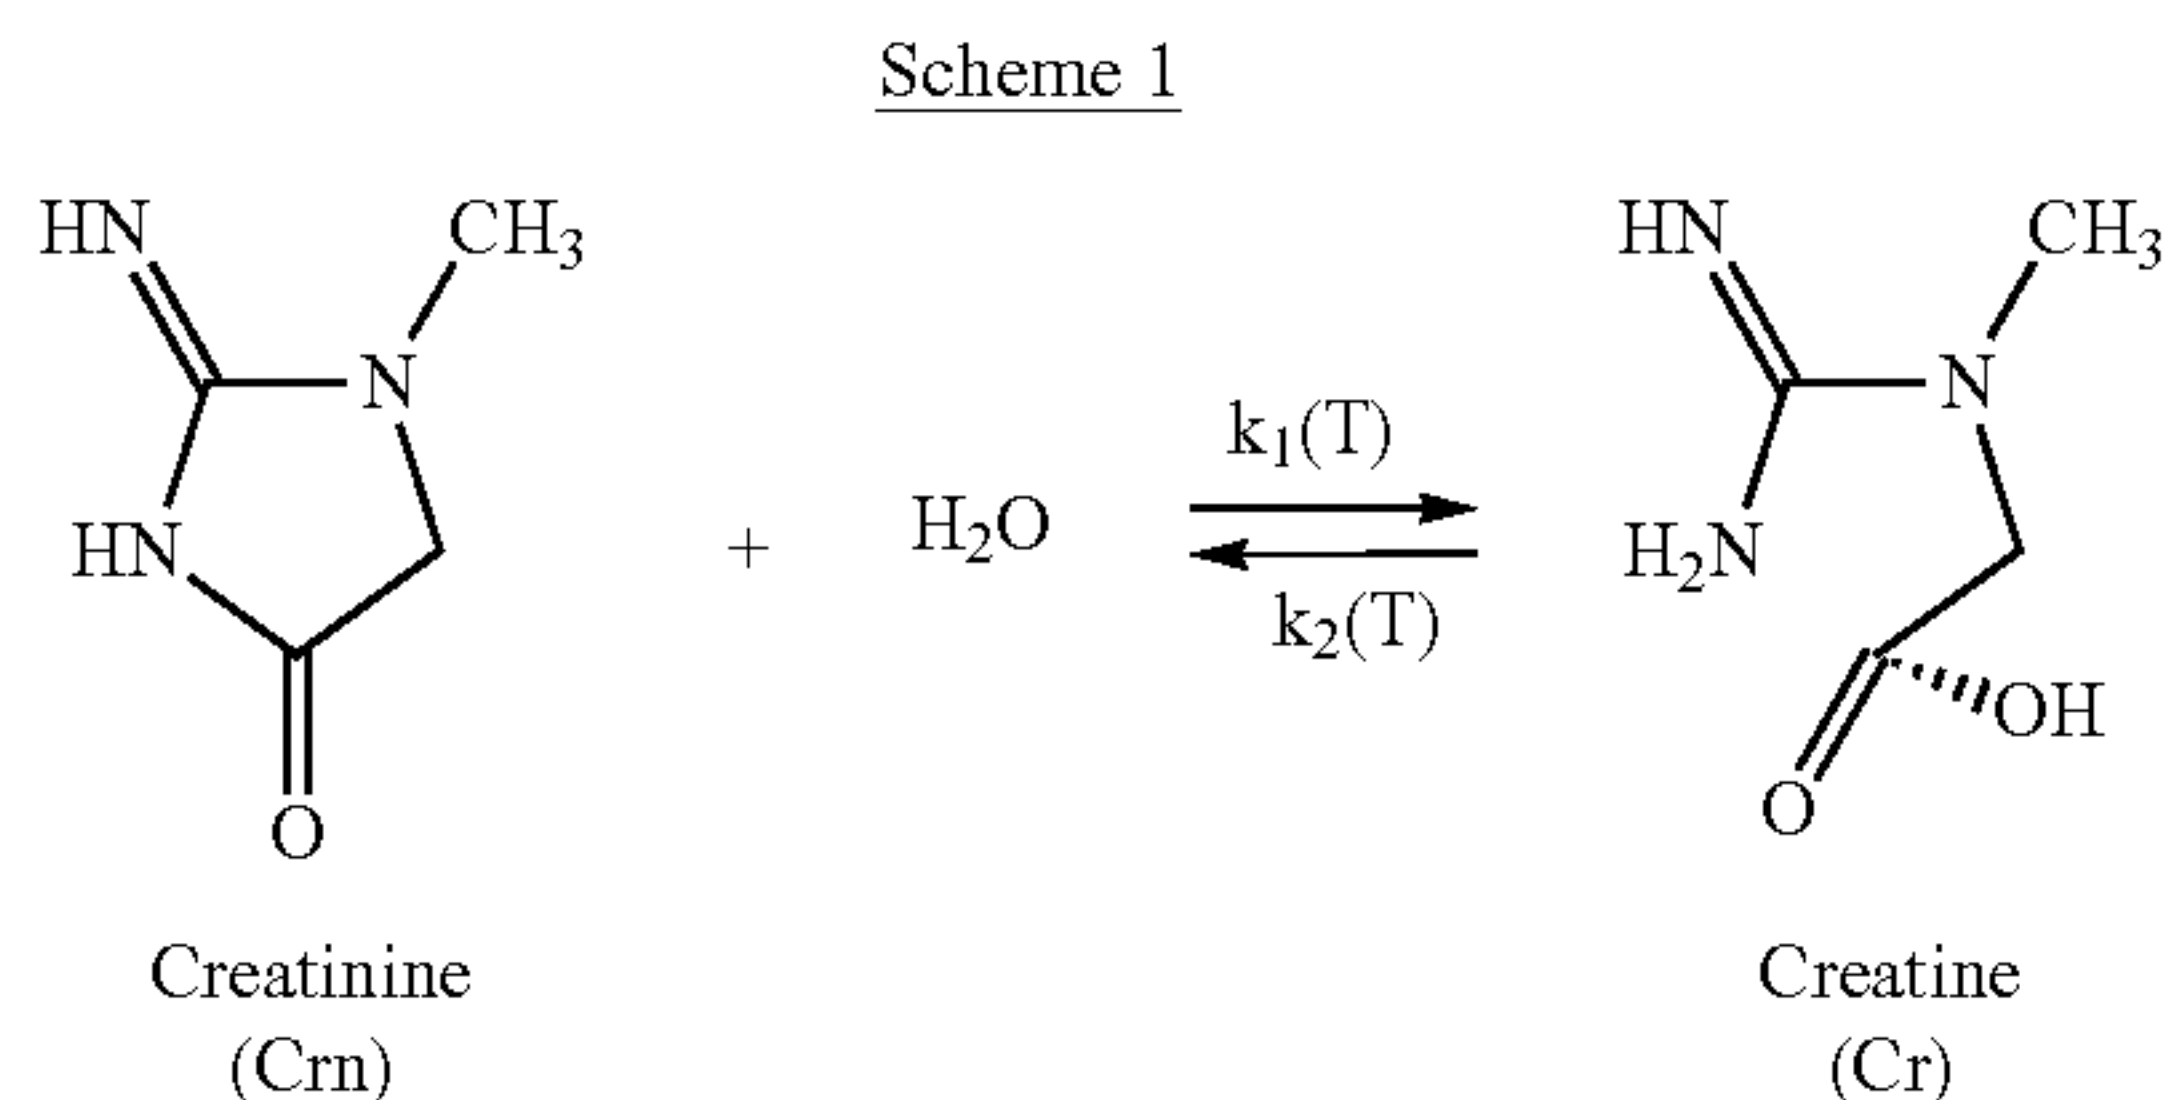 Scheme 1
HN CH₃ HN CH₃
N N
k₁(T)
HN + H₂O H₂N
k₂(T)
OH
O O
Creatinine Creatine
(Crn) (Cr)